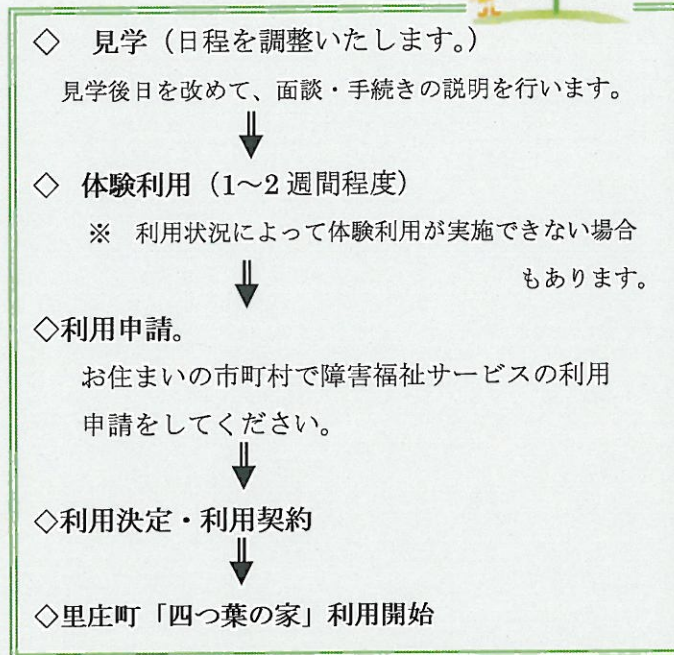 ◇ 見学（日程を調整いたします。）
見学後日を改めて、面談・手続きの説明を行います。
◇ 体験利用（1～2 週間程度）
※ 利用状況によって体験利用が実施できない場合
もあります。
◇利用申請。
お住まいの市町村で障害福祉サービスの利用
申請をしてください。
◇利用決定・利用契約
◇里庄町「四つ葉の家」利用開始